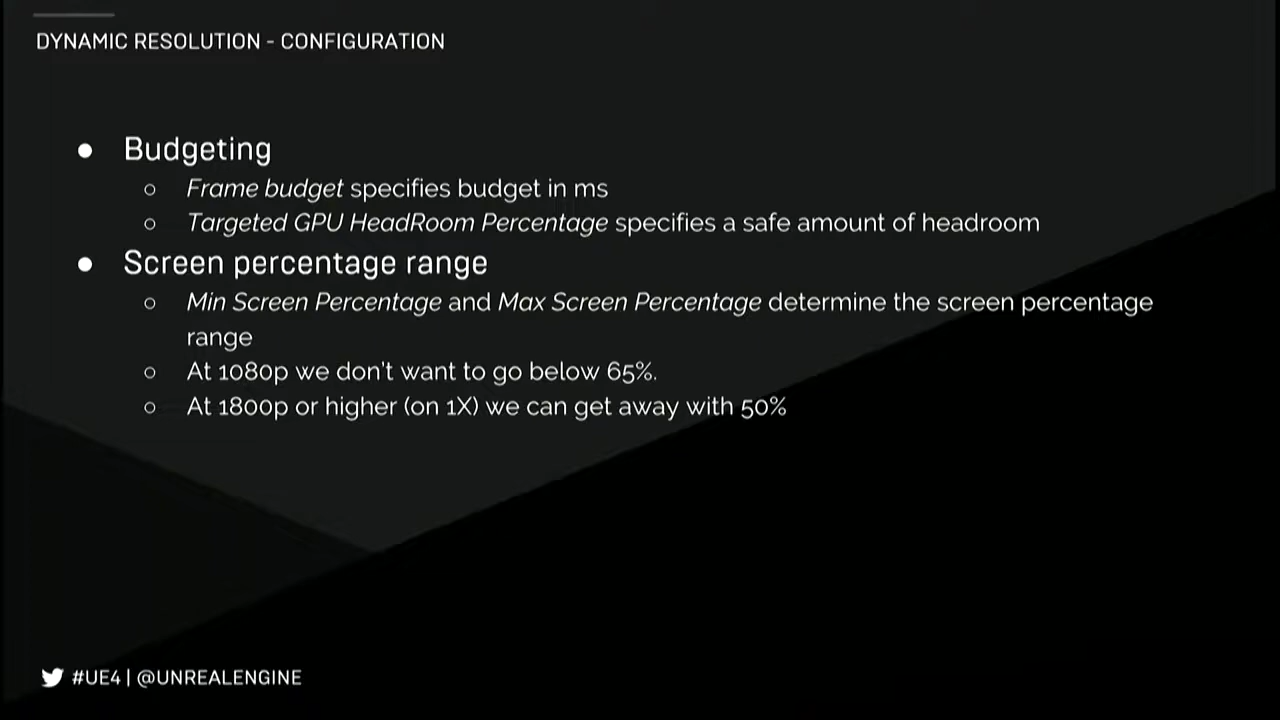 DYNAMIC RESOLUTION - CONFIGURATION
● Budgeting
○ Frame budget specifies budget in ms
○ Targeted GPU HeadRoom Percentage specifies a safe amount of headroom
● Screen percentage range
○ Min Screen Percentage and Max Screen Percentage determine the screen percentage
range
○ At 1080p we don't want to go below 65%.
○ At 1800p or higher (on 1X) we can get away with 50%
#UE4 | @UNREALENGINE